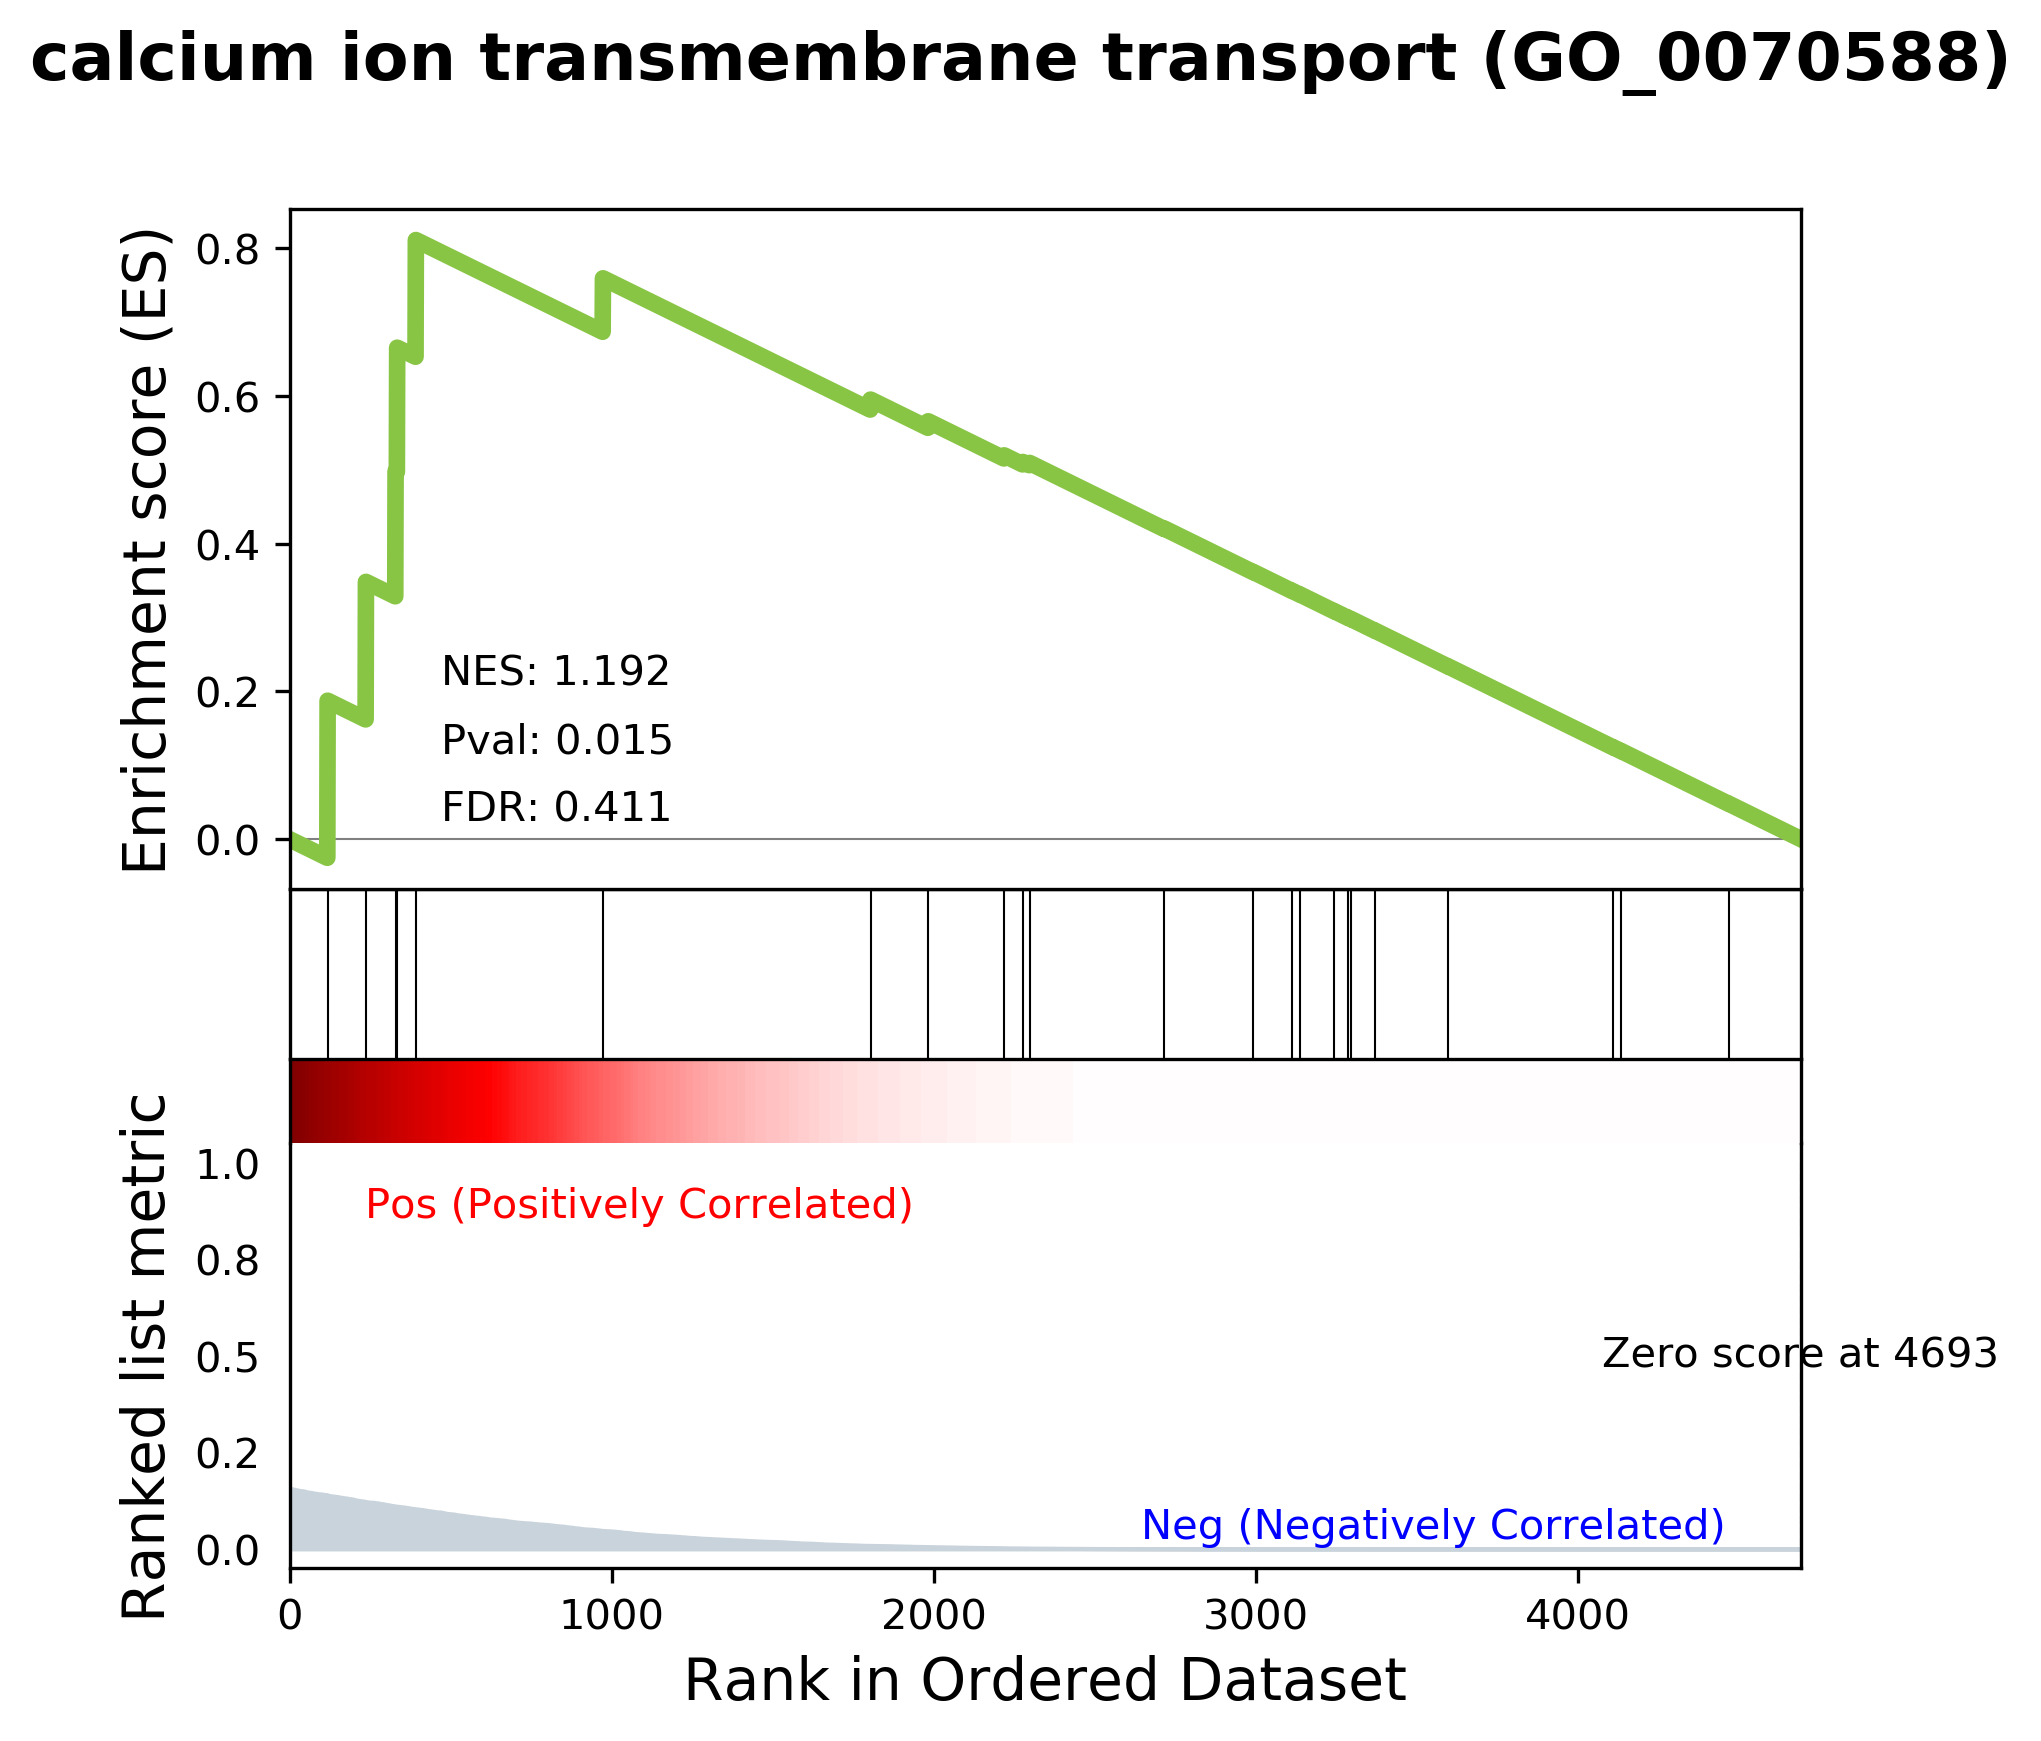 calcium ion transmembrane transport (GO_0070588)
Enrichment score (ES)
0.8
0.6
0.4
0.2
0.0
NES: 1.192
Pval: 0.015
FDR: 0.411
Ranked list metric
1.0
0.8
0.5
0.2
0.0
Pos (Positively Correlated)
Zero score at 4693
Neg (Negatively Correlated)
0 1000 2000 3000 4000
Rank in Ordered Dataset